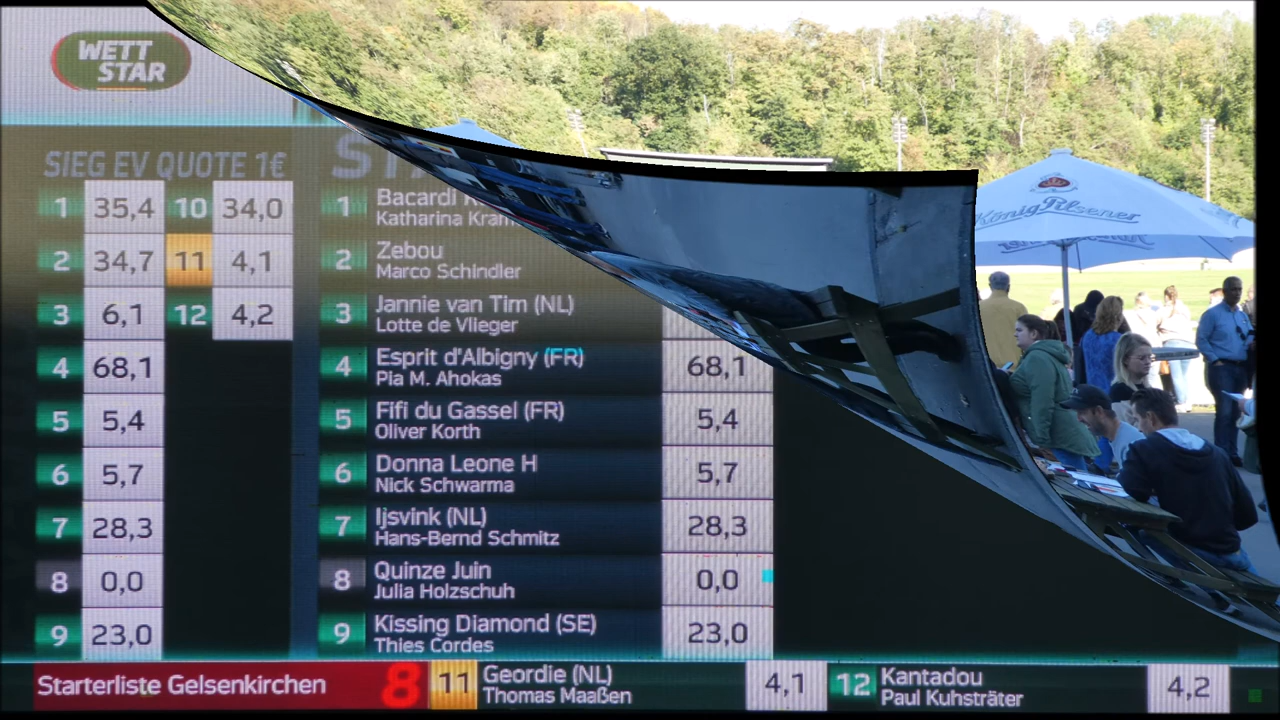 WETT
STAR
SIEG EV QUOTE 1€
1 35,4 10 34,0
2 34,7 11 4,1
3 6,1 12 4,2
4 68,1
5 5,4
6 5,7
7 28,3
8 0,0
9 23,0
1 Bacardi
Katharina
2 Zebou
Marco Schindler
3 Jannie van Tim (NL)
Lotte de Vlieger
4 Esprit d'Albigny (FR) 68,1
Pia M. Ahokas
5 Fifi du Gassel (FR) 5,4
Oliver Korth
6 Donna Leone H 5,7
Nick Schwarma
7 Ijsvink (NL) 28,3
Hans-Bernd Schmitz
8 Quinze Juin 0,0
Julia Holzschuh
9 Kissing Diamond (SE) 23,0
Thies Cordes
Starterliste Gelsenkirchen 8 11 Geordie (NL) 4,1 12 Kantadou 4,2
Thomas Maaßen Paul Kuhsträter
König Pilsener